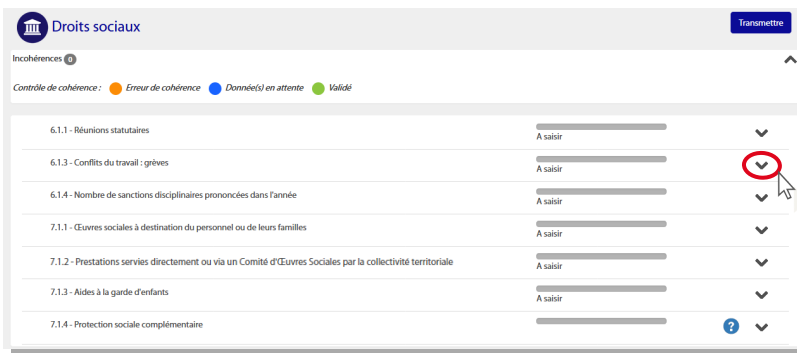 Droits sociaux
Transmettre
Incohérences 0
Contrôle de cohérence : Erreur de cohérence Donnée(s) en attente Validé
6.1.1 - Réunions statutaires
A saisir
6.1.3 - Conflits du travail : grèves
A saisir
6.1.4 - Nombre de sanctions disciplinaires prononcées dans l'année
A saisir
7.1.1 - Œuvres sociales à destination du personnel ou de leurs familles
A saisir
7.1.2 - Prestations servies directement ou via un Comité d'Œuvres Sociales par la collectivité territoriale
A saisir
7.1.3 - Aides à la garde d'enfants
A saisir
7.1.4 - Protection sociale complémentaire
?